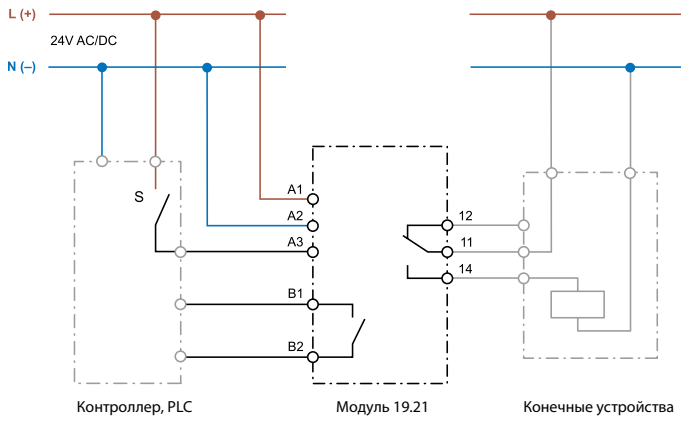 L (+)
24V AC/DC
N (–)
S
A1
A2
A3
B1
B2
12
11
14
Контроллер, PLC
Модуль 19.21
Конечные устройства